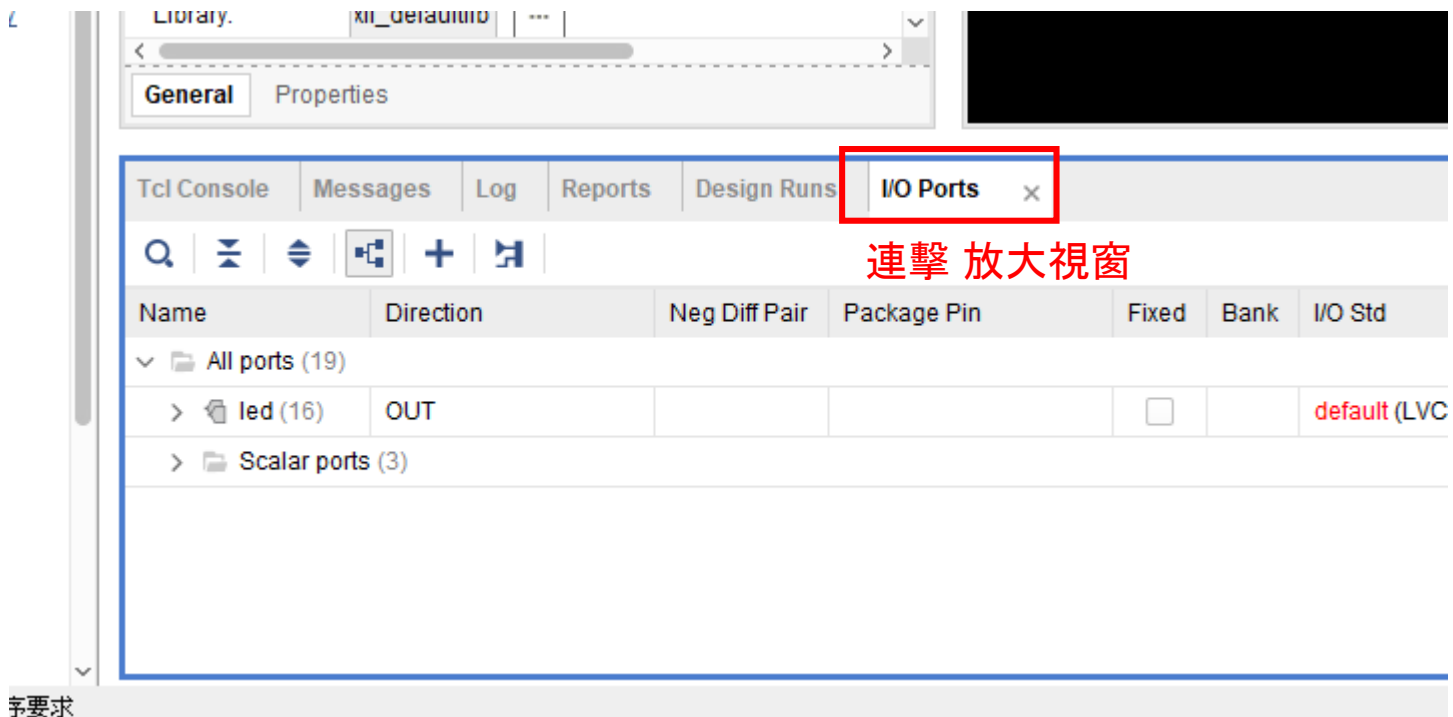 Library: xil_defaultlib ...
General Properties
Tcl Console Messages Log Reports Design Runs I/O Ports ×
連擊 放大視窗
Name Direction Neg Diff Pair Package Pin Fixed Bank I/O Std
All ports (19)
led (16) OUT default (LVC
Scalar ports (3)
序要求